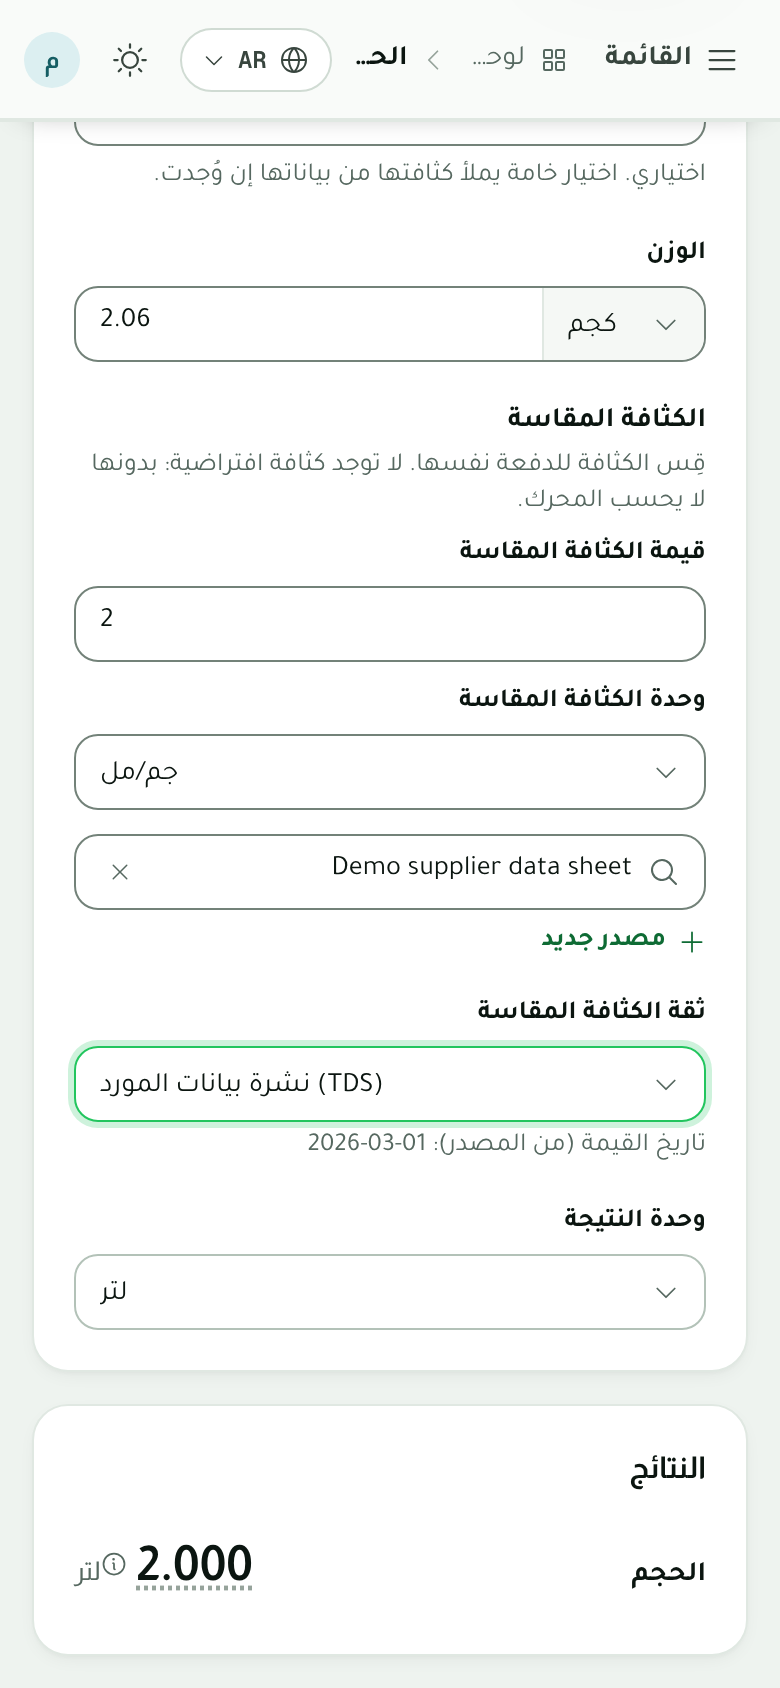 القائمة
لوحـ...
الحـ...
AR
م
اختياري. اختيار خامة يملأ كثافتها من بياناتها إن وُجدت.
الوزن
كجم
2.06
الكثافة المقاسة
قِس الكثافة للدفعة نفسها. لا توجد كثافة افتراضية: بدونها
لا يحسب المحرك.
قيمة الكثافة المقاسة
2
وحدة الكثافة المقاسة
جم/مل
Demo supplier data sheet
مصدر جديد
ثقة الكثافة المقاسة
نشرة بيانات المورد (TDS)
تاريخ القيمة (من المصدر): 2026-03-01
وحدة النتيجة
لتر
النتائج
الحجم
2.000 لتر